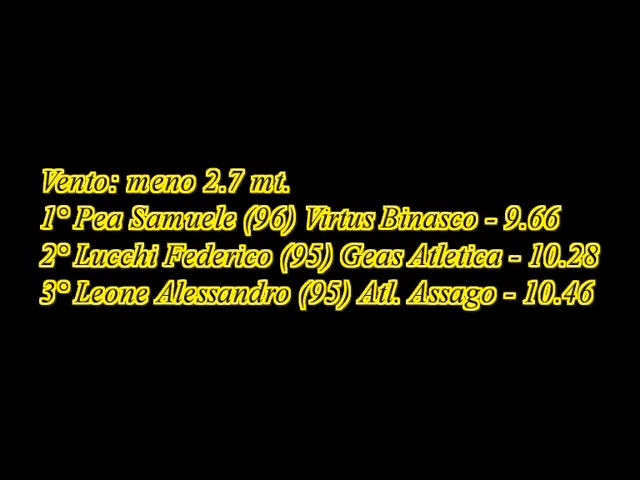 Vento: meno 2.7 mt.
1° Pea Samuele (96) Virtus Binasco - 9.66
2° Lucchi Federico (95) Geas Atletica - 10.28
3° Leone Alessandro (95) Atl. Assago - 10.46